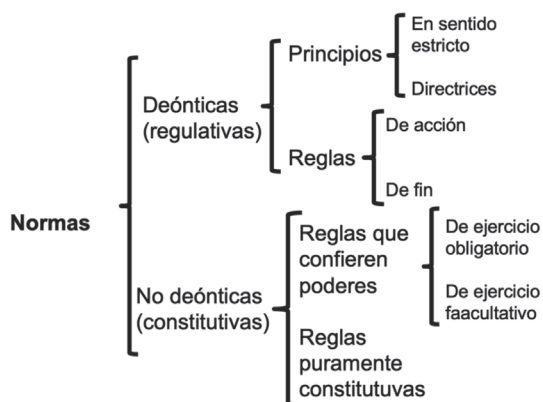 Normas
Deónticas
(regulativas)
Principios
En sentido
estricto
Directrices
Reglas
De acción
De fin
No deónticas
(constitutivas)
Reglas que
confieren
poderes
De ejercicio
obligatorio
De ejercicio
faacultativo
Reglas
puramente
constitutuvas